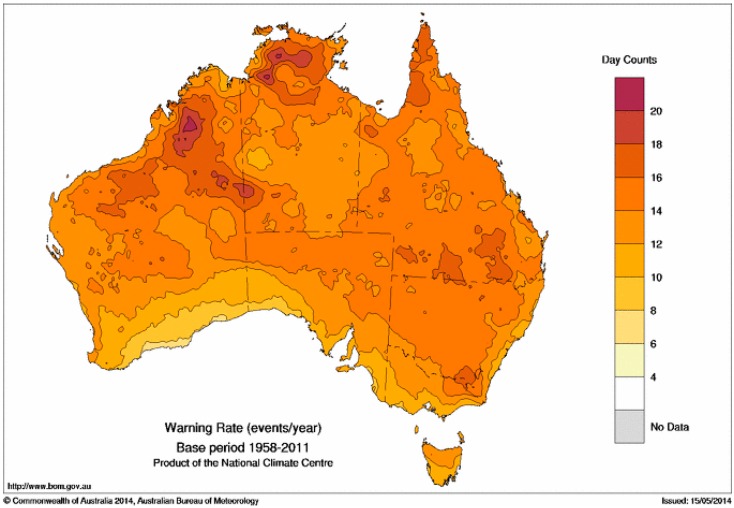 Day Counts
20
18
16
14
12
10
8
6
4
No Data
Warning Rate (events/year)
Base period 1958-2011
Product of the National Climate Centre
http://www.bom.gov.au
© Commonwealth of Australia 2014, Australian Bureau of Meteorology
Issued: 15/05/2014